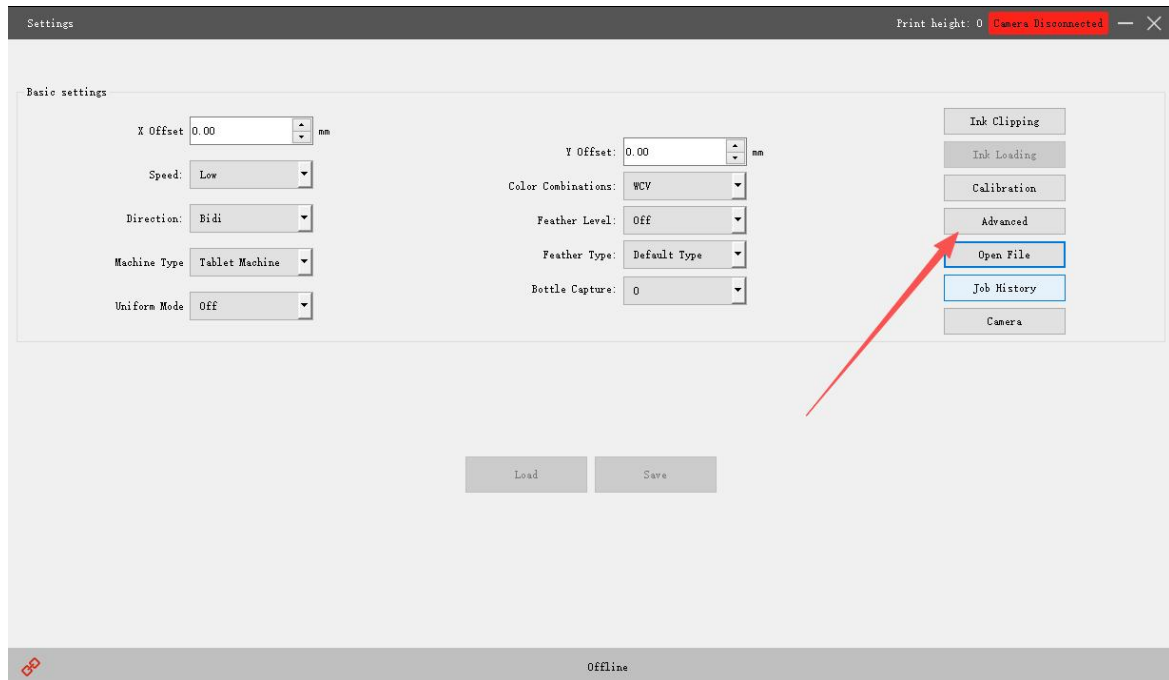 Settings
Print height: 0 Camera Disconnected
Basic settings
X Offset 0.00 mm
Speed: Low
Direction: Bidi
Machine Type Tablet Machine
Uniform Mode Off
Y Offset: 0.00 mm
Color Combinations: WCV
Feather Level: Off
Feather Type: Default Type
Bottle Capture: 0
Ink Clipping
Ink Loading
Calibration
Advanced
Open File
Job History
Camera
Load Save
Offline